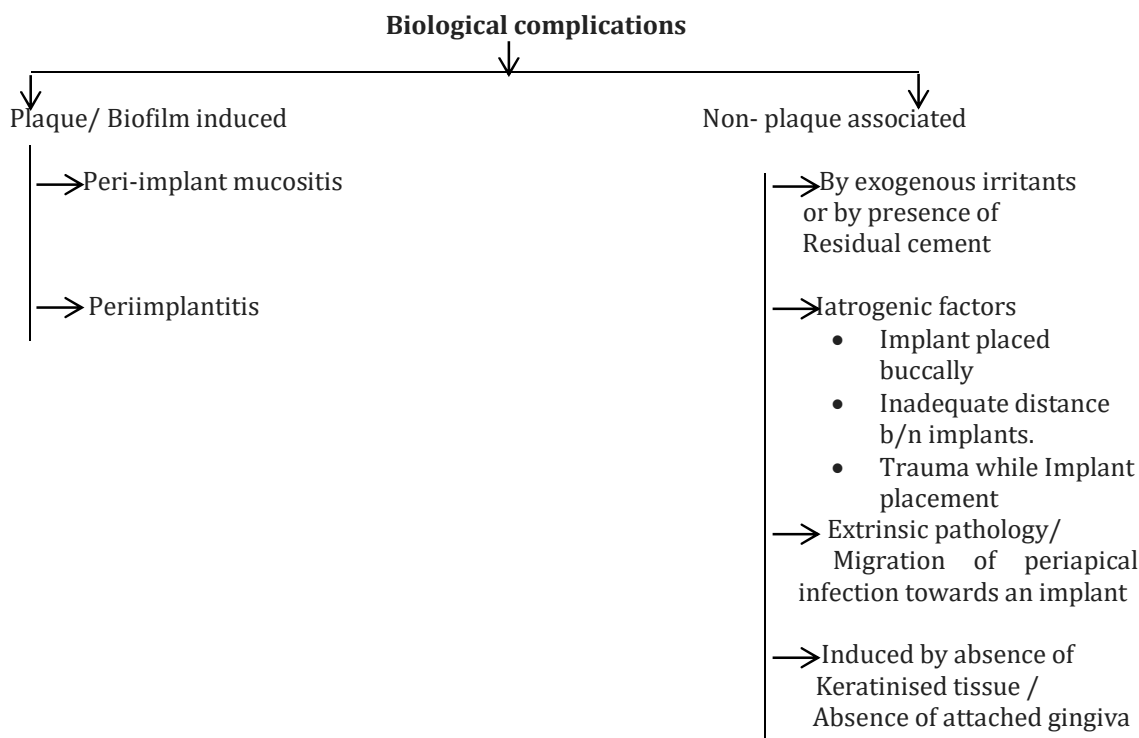 Biological complications
Plaque/ Biofilm induced
Peri-implant mucositis
Periimplantitis
Non- plaque associated
By exogenous irritants
or by presence of
Residual cement
Iatrogenic factors
• Implant placed
buccally
• Inadequate distance
b/n implants.
• Trauma while Implant
placement
Extrinsic pathology/
Migration of periapical
infection towards an implant
Induced by absence of
Keratinised tissue /
Absence of attached gingiva